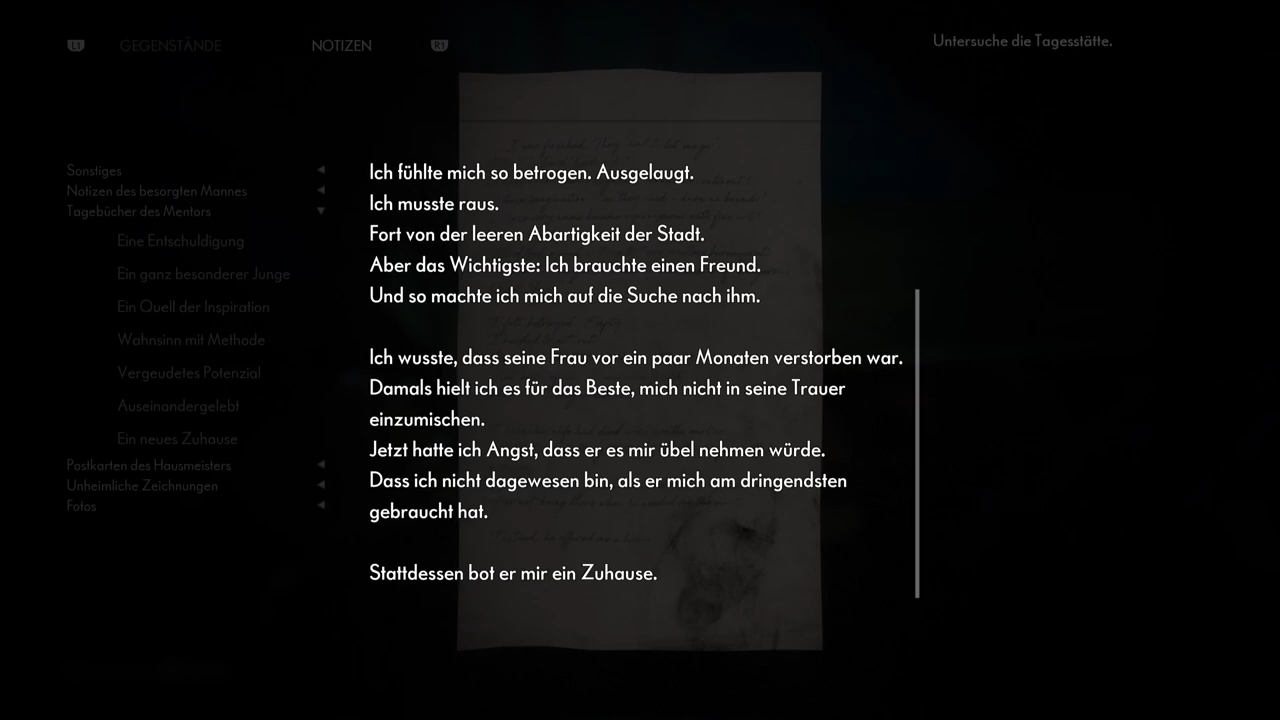 L1 GEGENSTÄNDE NOTIZEN R1
Untersuche die Tagesstätte.
Sonstiges
Notizen des besorgten Mannes
Tagebücher des Mentors
Eine Entschuldigung
Ein ganz besonderer Junge
Ein Quell der Inspiration
Wahnsinn mit Methode
Vergeudetes Potenzial
Auseinandergelebt
Ein neues Zuhause
Postkarten des Hausmeisters
Unheimliche Zeichnungen
Fotos
Ich fühlte mich so betrogen. Ausgelaugt.
Ich musste raus.
Fort von der leeren Abartigkeit der Stadt.
Aber das Wichtigste: Ich brauchte einen Freund.
Und so machte ich mich auf die Suche nach ihm.
Ich wusste, dass seine Frau vor ein paar Monaten verstorben war.
Damals hielt ich es für das Beste, mich nicht in seine Trauer
einzumischen.
Jetzt hatte ich Angst, dass er es mir übel nehmen würde.
Dass ich nicht dagewesen bin, als er mich am dringendsten
gebraucht hat.
Stattdessen bot er mir ein Zuhause.